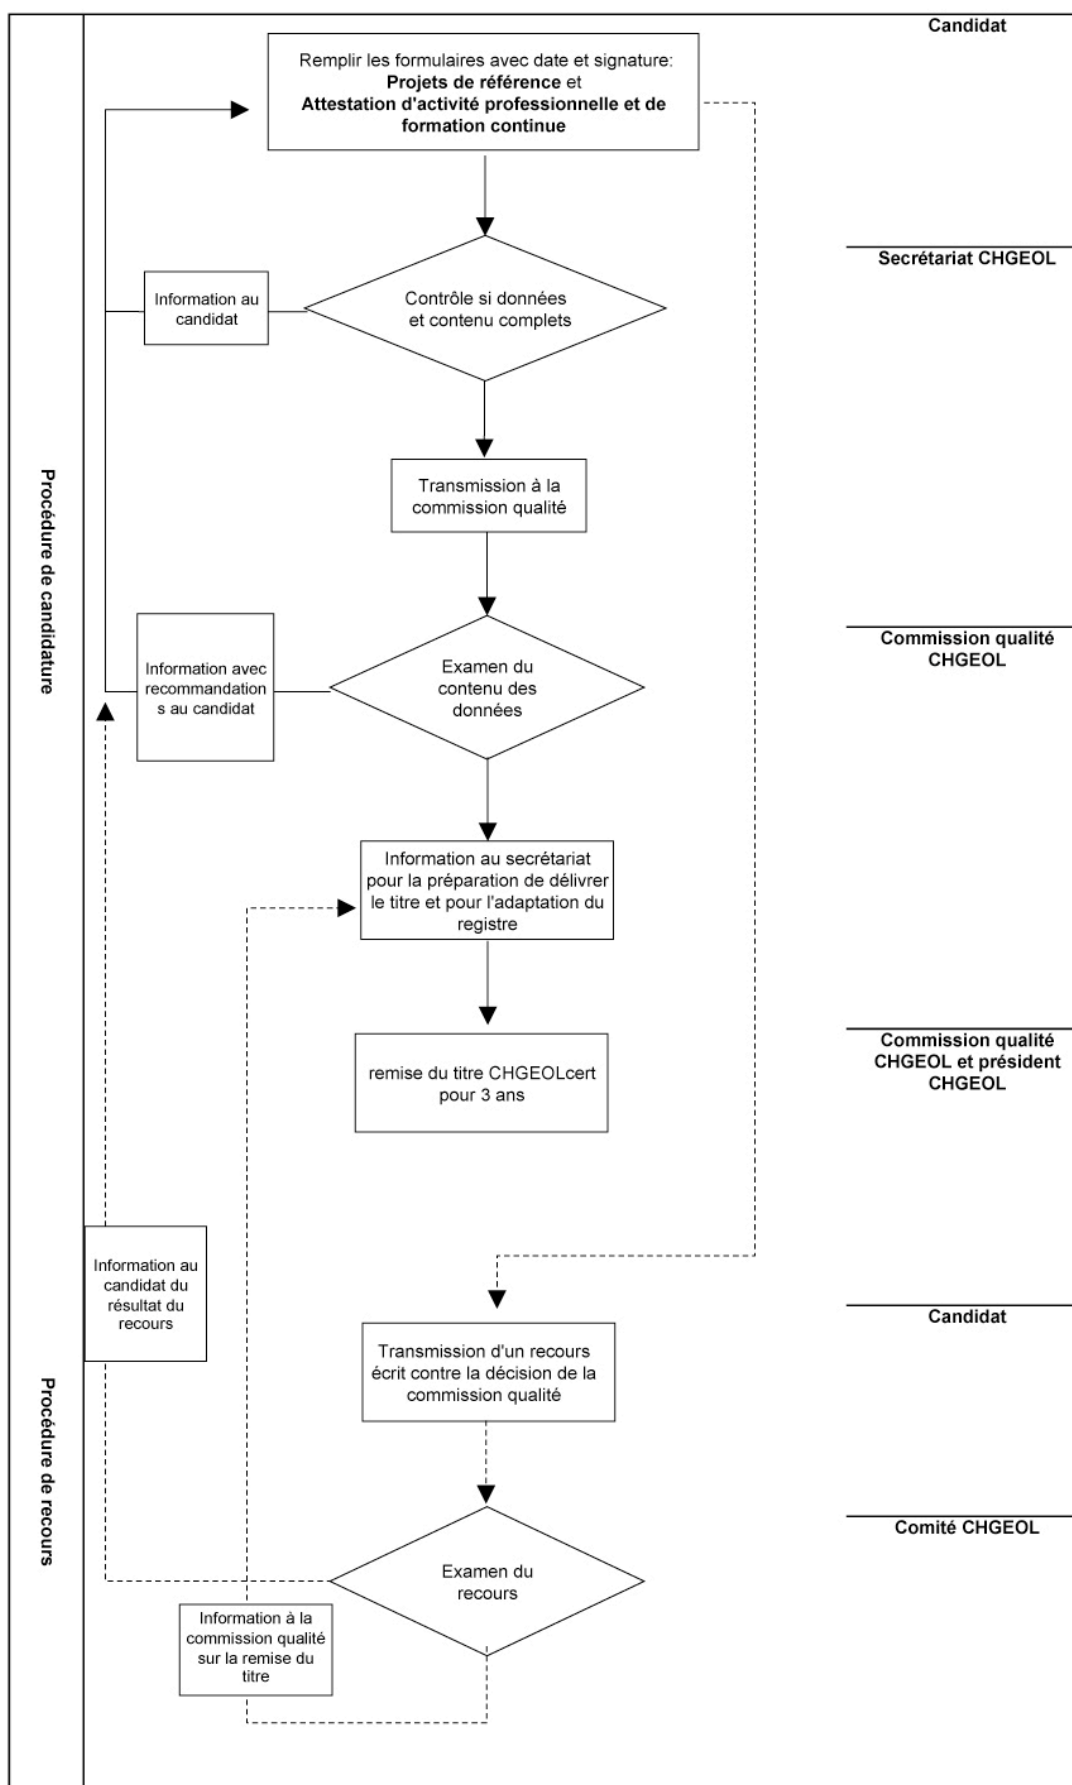 Candidat
Remplir les formulaires avec date et signature:
Projets de référence et
Attestation d'activité professionnelle et de
formation continue
Secrétariat CHGEOL
Information au
candidat
Contrôle si données
et contenu complets
Procédure de candidature
Transmission à la
commission qualité
Commission qualité
CHGEOL
Information avec
recommandation
s au candidat
Examen du
contenu des
données
Information au secrétariat
pour la préparation de délivrer
le titre et pour l'adaptation du
registre
Commission qualité
CHGEOL et président
CHGEOL
remise du titre CHGEOLcert
pour 3 ans
Information au
candidat du
résultat du
recours
Candidat
Transmission d'un recours
écrit contre la décision de la
commission qualité
Procédure de recours
Comité CHGEOL
Examen du
recours
Information à la
commission qualité
sur la remise du
titre